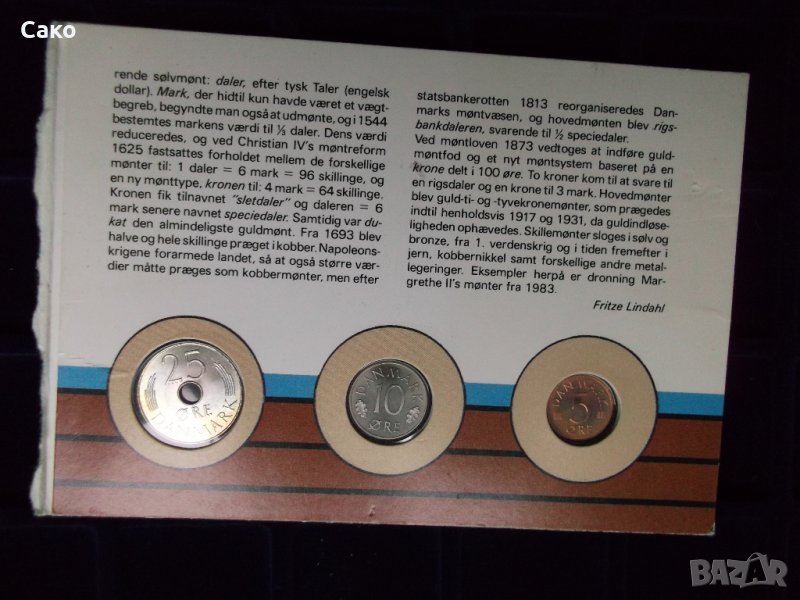 Сако
rende sølvmønt: daler, efter tysk Taler (engelsk
dollar). Mark, der hidtil kun havde været et vægt-
begreb, begyndte man også at udmønte, og i 1544
bestemtes markens værdi til ⅓ daler. Dens værdi
reduceredes, og ved Christian IV's møntreform
1625 fastsattes forholdet mellem de forskellige
mønter til: 1 daler = 6 mark = 96 skillinge, og
en ny mønttype, kronen til: 4 mark = 64 skillinge.
Kronen fik tilnavnet "sletdaler" og daleren = 6
mark senere navnet speciedaler. Samtidig var du-
kat den almindeligste guldmønt. Fra 1693 blev
halve og hele skillinge præget i kobber. Napoleons-
krigene forarmede landet, så at også større vær-
dier måtte præges som kobbermønter, men efter
statsbankerotten 1813 reorganiseredes Dan-
marks møntvæsen, og hovedmønten blev rigs-
bankdaleren, svarende til ½ speciedaler.
Ved møntloven 1873 vedtoges at indføre guld-
møntfod og et nyt møntsystem baseret på en
krone delt i 100 øre. To kroner kom til at svare til
en rigsdaler og en krone til 3 mark. Hovedmønter
blev guld-ti- og -tyvekronemønter, som prægedes
indtil henholdsvis 1917 og 1931, da guldindløse-
ligheden ophævedes. Skillemønter sloges i sølv og
bronze, fra 1. verdenskrig og i tiden fremefter i
jern, kobbernikkel samt forskellige andre metal-
legeringer. Eksempler herpå er dronning Mar-
grethe II's mønter fra 1983.
Fritze Lindahl
25
ØRE
DANMARK
DANMARK
10
ØRE
DANMARK
5
ØRE
BAZAR